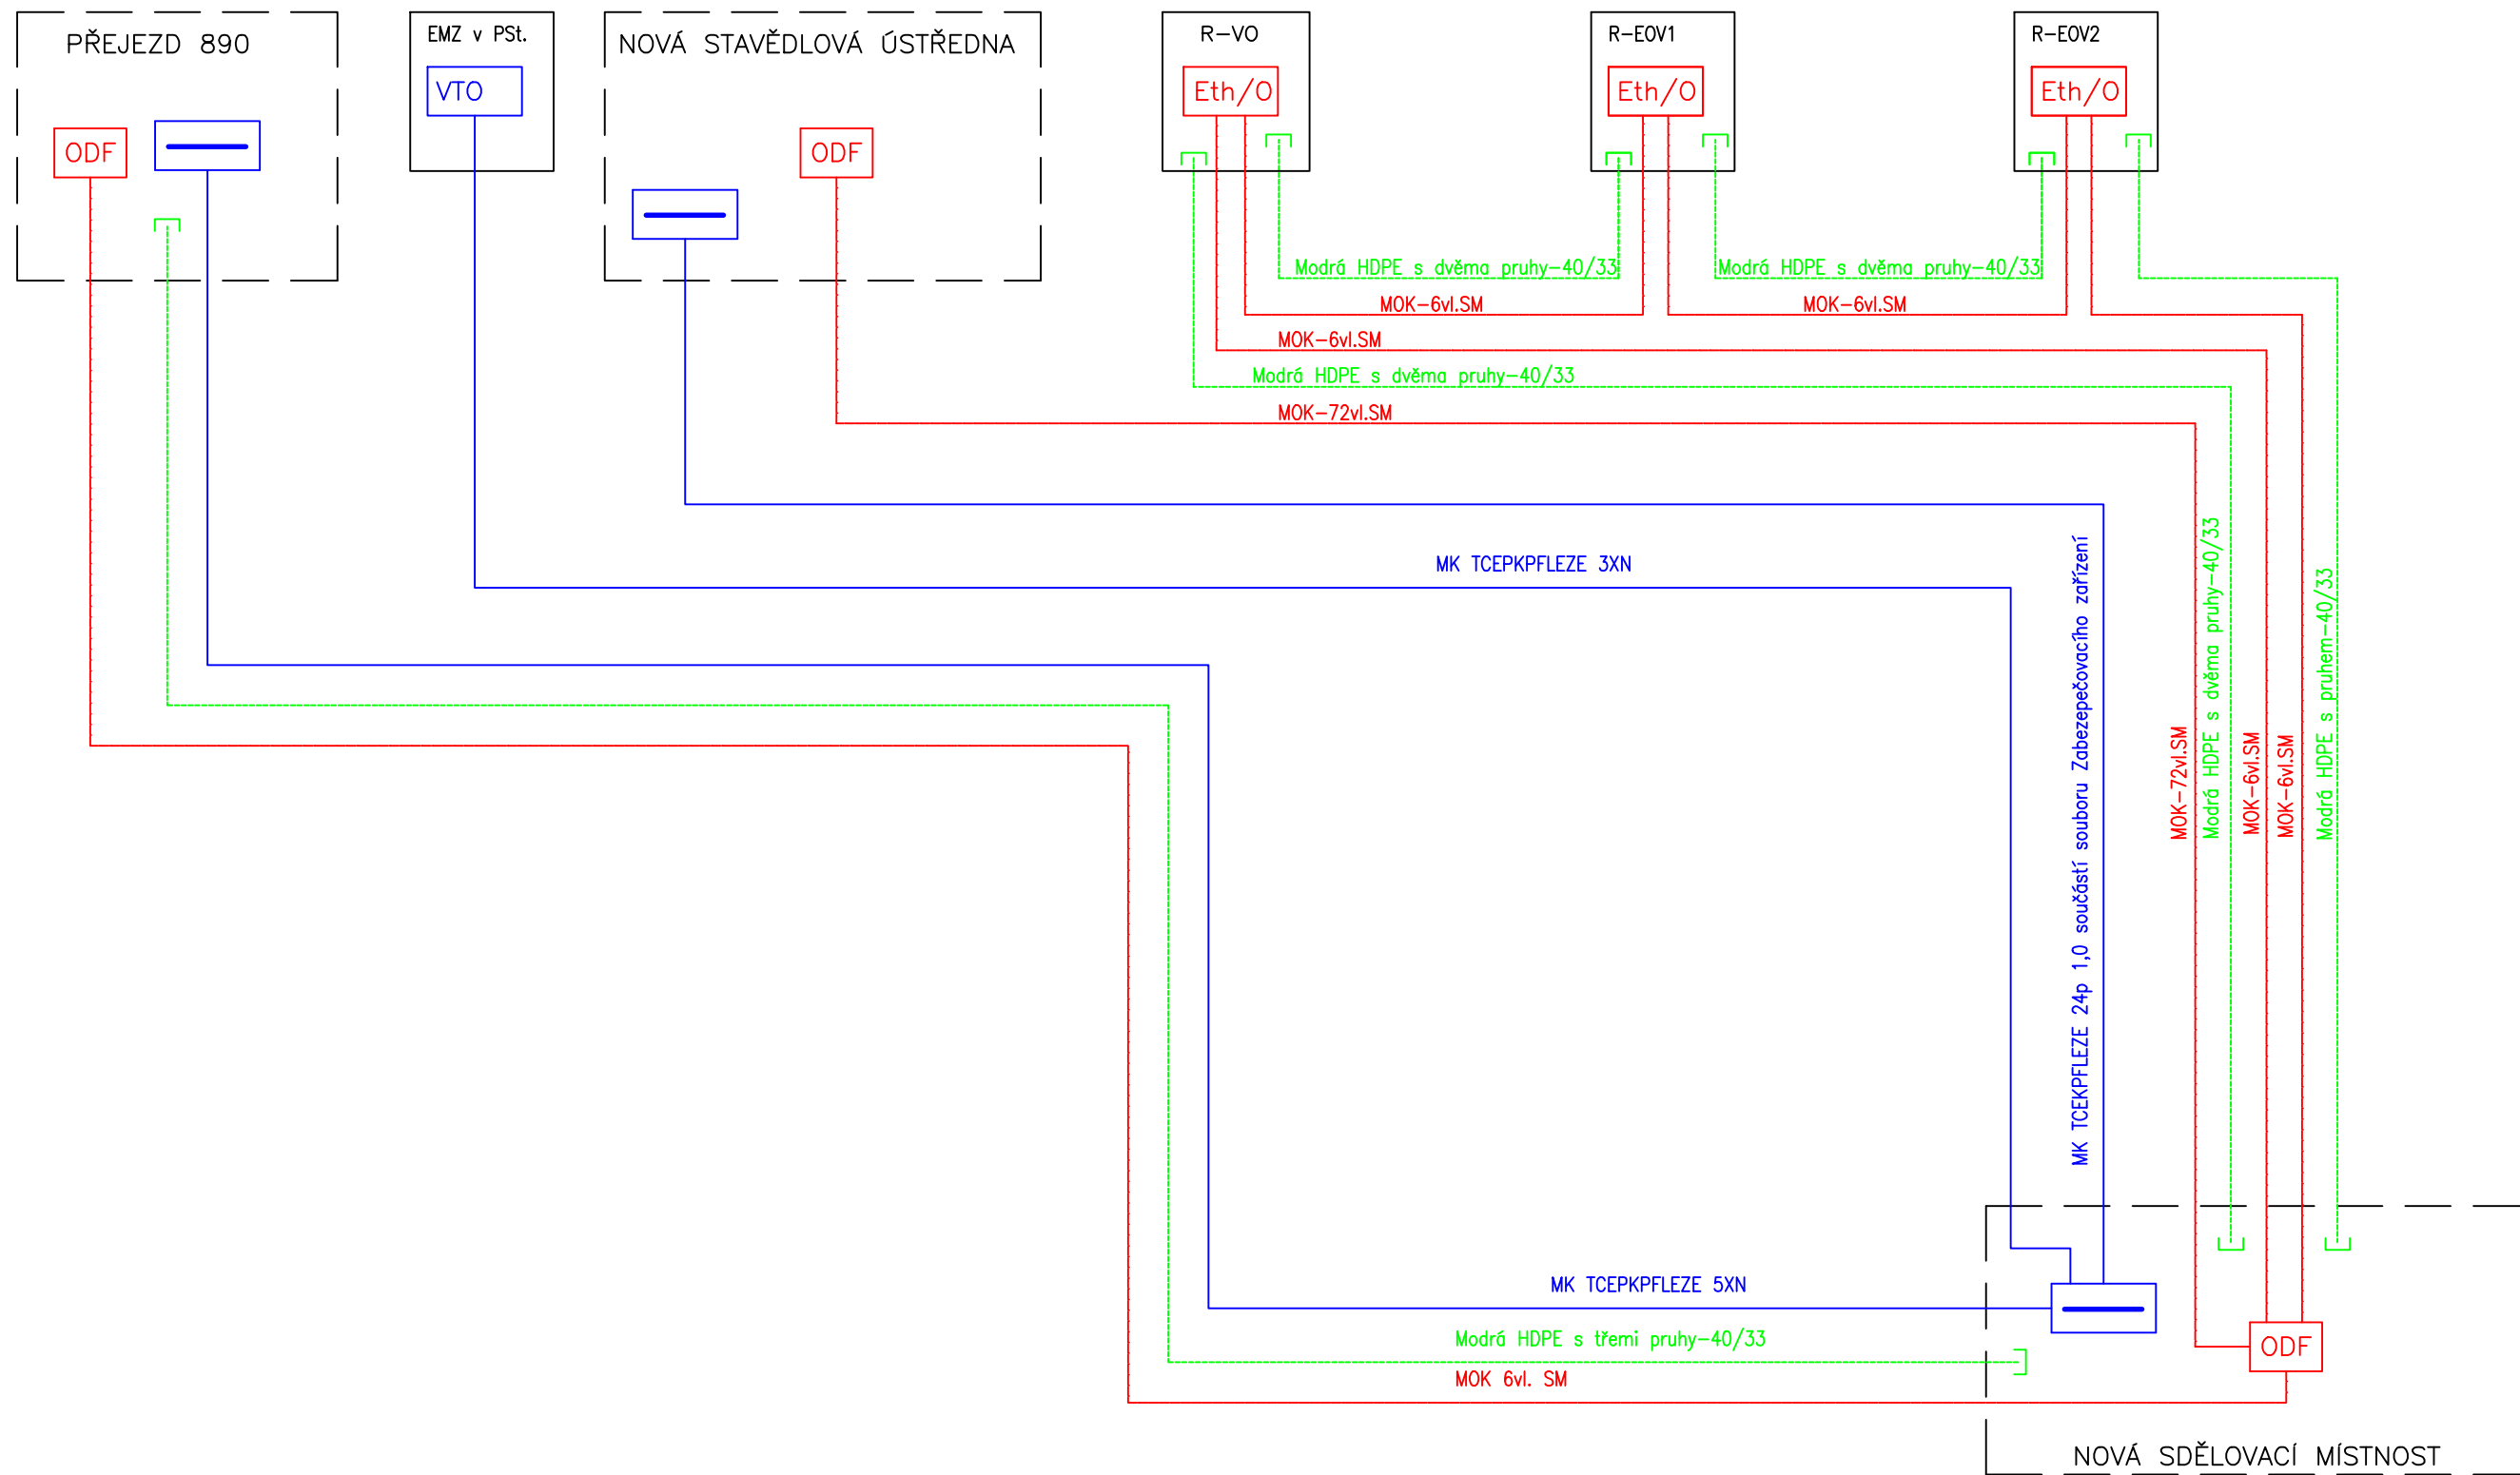 PŘEJEZD 890
EMZ v PSt.
NOVÁ STAVĚDLOVÁ ÚSTŘEDNA
R-VO
R-EOV1
R-EOV2
VTO
Eth/O
Eth/O
Eth/O
ODF
ODF
Modrá HDPE s dvěma pruhy-40/33
Modrá HDPE s dvěma pruhy-40/33
MOK-6vl.SM
MOK-6vl.SM
MOK-6vl.SM
Modrá HDPE s dvěma pruhy-40/33
MOK-72vl.SM
MK TCEPKPFLEZE 3XN
MK TCEKPFLEZE 24p 1,0 součástí souboru Zabezepečovacího zařízení
MOK-72vl.SM
Modrá HDPE s dvěma pruhy-40/33
MOK-6vl.SM
MOK-6vl.SM
Modrá HDPE s pruhem-40/33
MK TCEPKPFLEZE 5XN
Modrá HDPE s třemi pruhy-40/33
ODF
MOK 6vl. SM
NOVÁ SDĚLOVACÍ MÍSTNOST